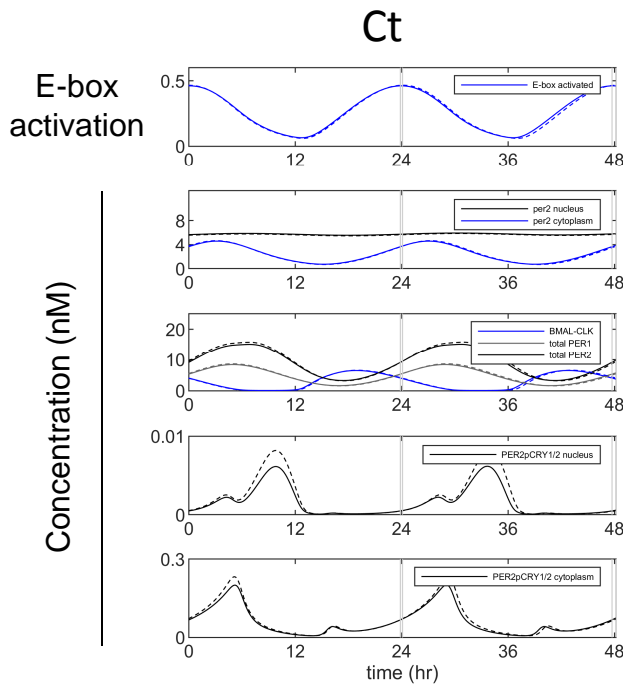 Ct
E-box
activation
0.5
0
E-box activated
0 12 24 36 48
8
4
0
per2 nucleus
per2 cytoplasm
0 12 24 36 48
20
10
0
BMAL-CLK
total PER1
total PER2
0 12 24 36 48
0.01
0.005
0
PER2pCRY1/2 nucleus
0 12 24 36 48
0.3
0
PER2pCRY1/2 cytoplasm
0 12 24 36 48
time (hr)
Concentration (nM)